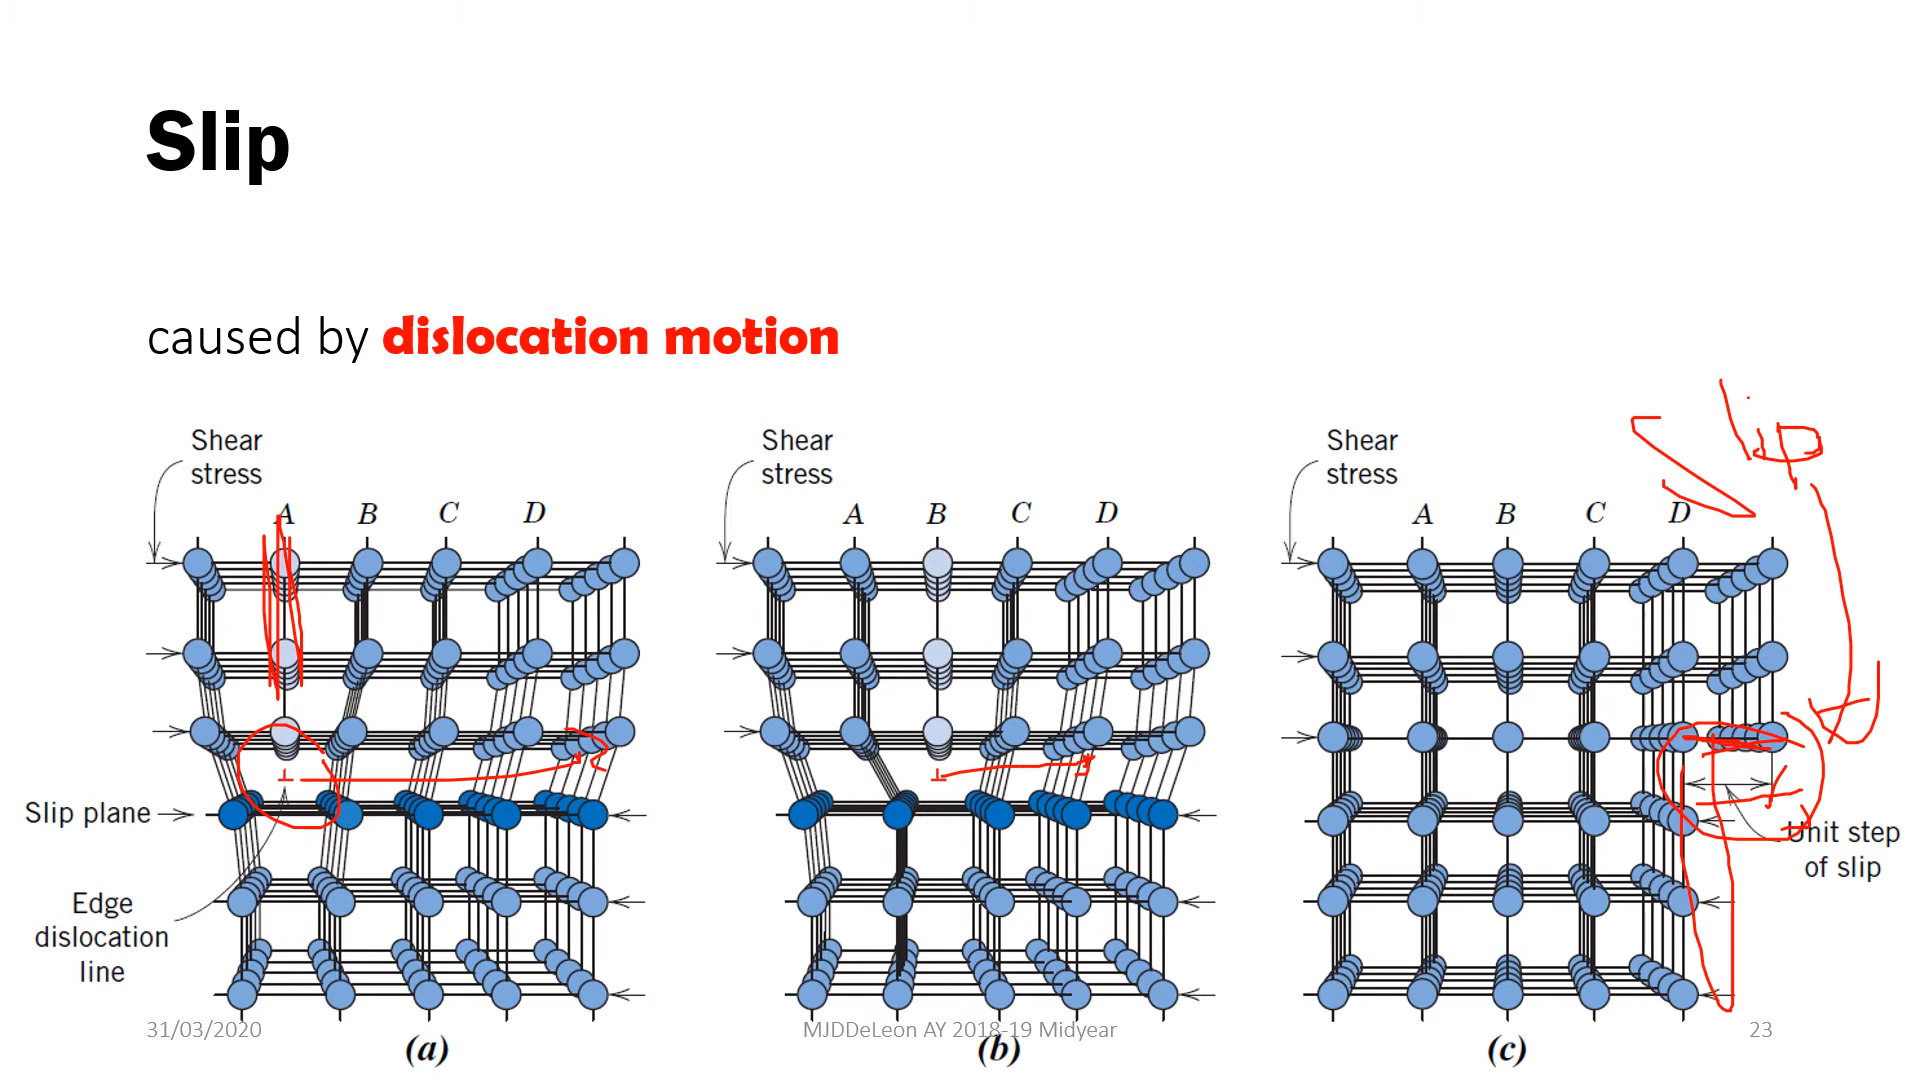 Slip
caused by dislocation motion
Shear
stress
A B C D
Slip plane
Edge
dislocation
line
(a)
Shear
stress
A B C D
(b)
Shear
stress
A B C D
slip
Unit step
of slip
(c)
31/03/2020
MJDDeLeon AY 2018-19 Midyear
23